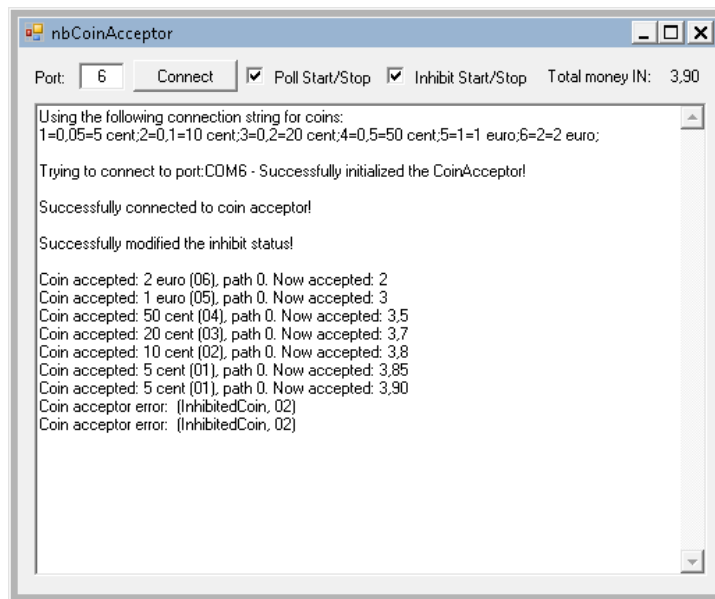 nbCoinAcceptor
Port: 6 Connect Poll Start/Stop Inhibit Start/Stop Total money IN: 3,90
Using the following connection string for coins:
1=0,05=5 cent;2=0,1=10 cent;3=0,2=20 cent;4=0,5=50 cent;5=1=1 euro;6=2=2 euro;
Trying to connect to port:COM6 - Successfully initialized the CoinAcceptor!
Successfully connected to coin acceptor!
Successfully modified the inhibit status!
Coin accepted: 2 euro (06), path 0. Now accepted: 2
Coin accepted: 1 euro (05), path 0. Now accepted: 3
Coin accepted: 50 cent (04), path 0. Now accepted: 3,5
Coin accepted: 20 cent (03), path 0. Now accepted: 3,7
Coin accepted: 10 cent (02), path 0. Now accepted: 3,8
Coin accepted: 5 cent (01), path 0. Now accepted: 3,85
Coin accepted: 5 cent (01), path 0. Now accepted: 3,90
Coin acceptor error:  (InhibitedCoin, 02)
Coin acceptor error:  (InhibitedCoin, 02)